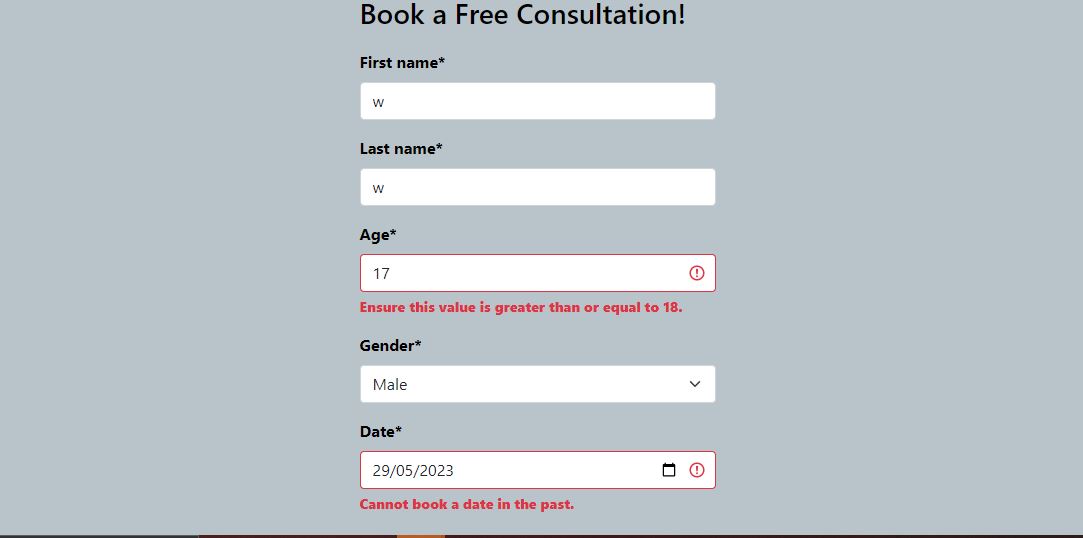 Book a Free Consultation!
First name*
w
Last name*
w
Age*
17
Ensure this value is greater than or equal to 18.
Gender*
Male
Date*
29/05/2023
Cannot book a date in the past.